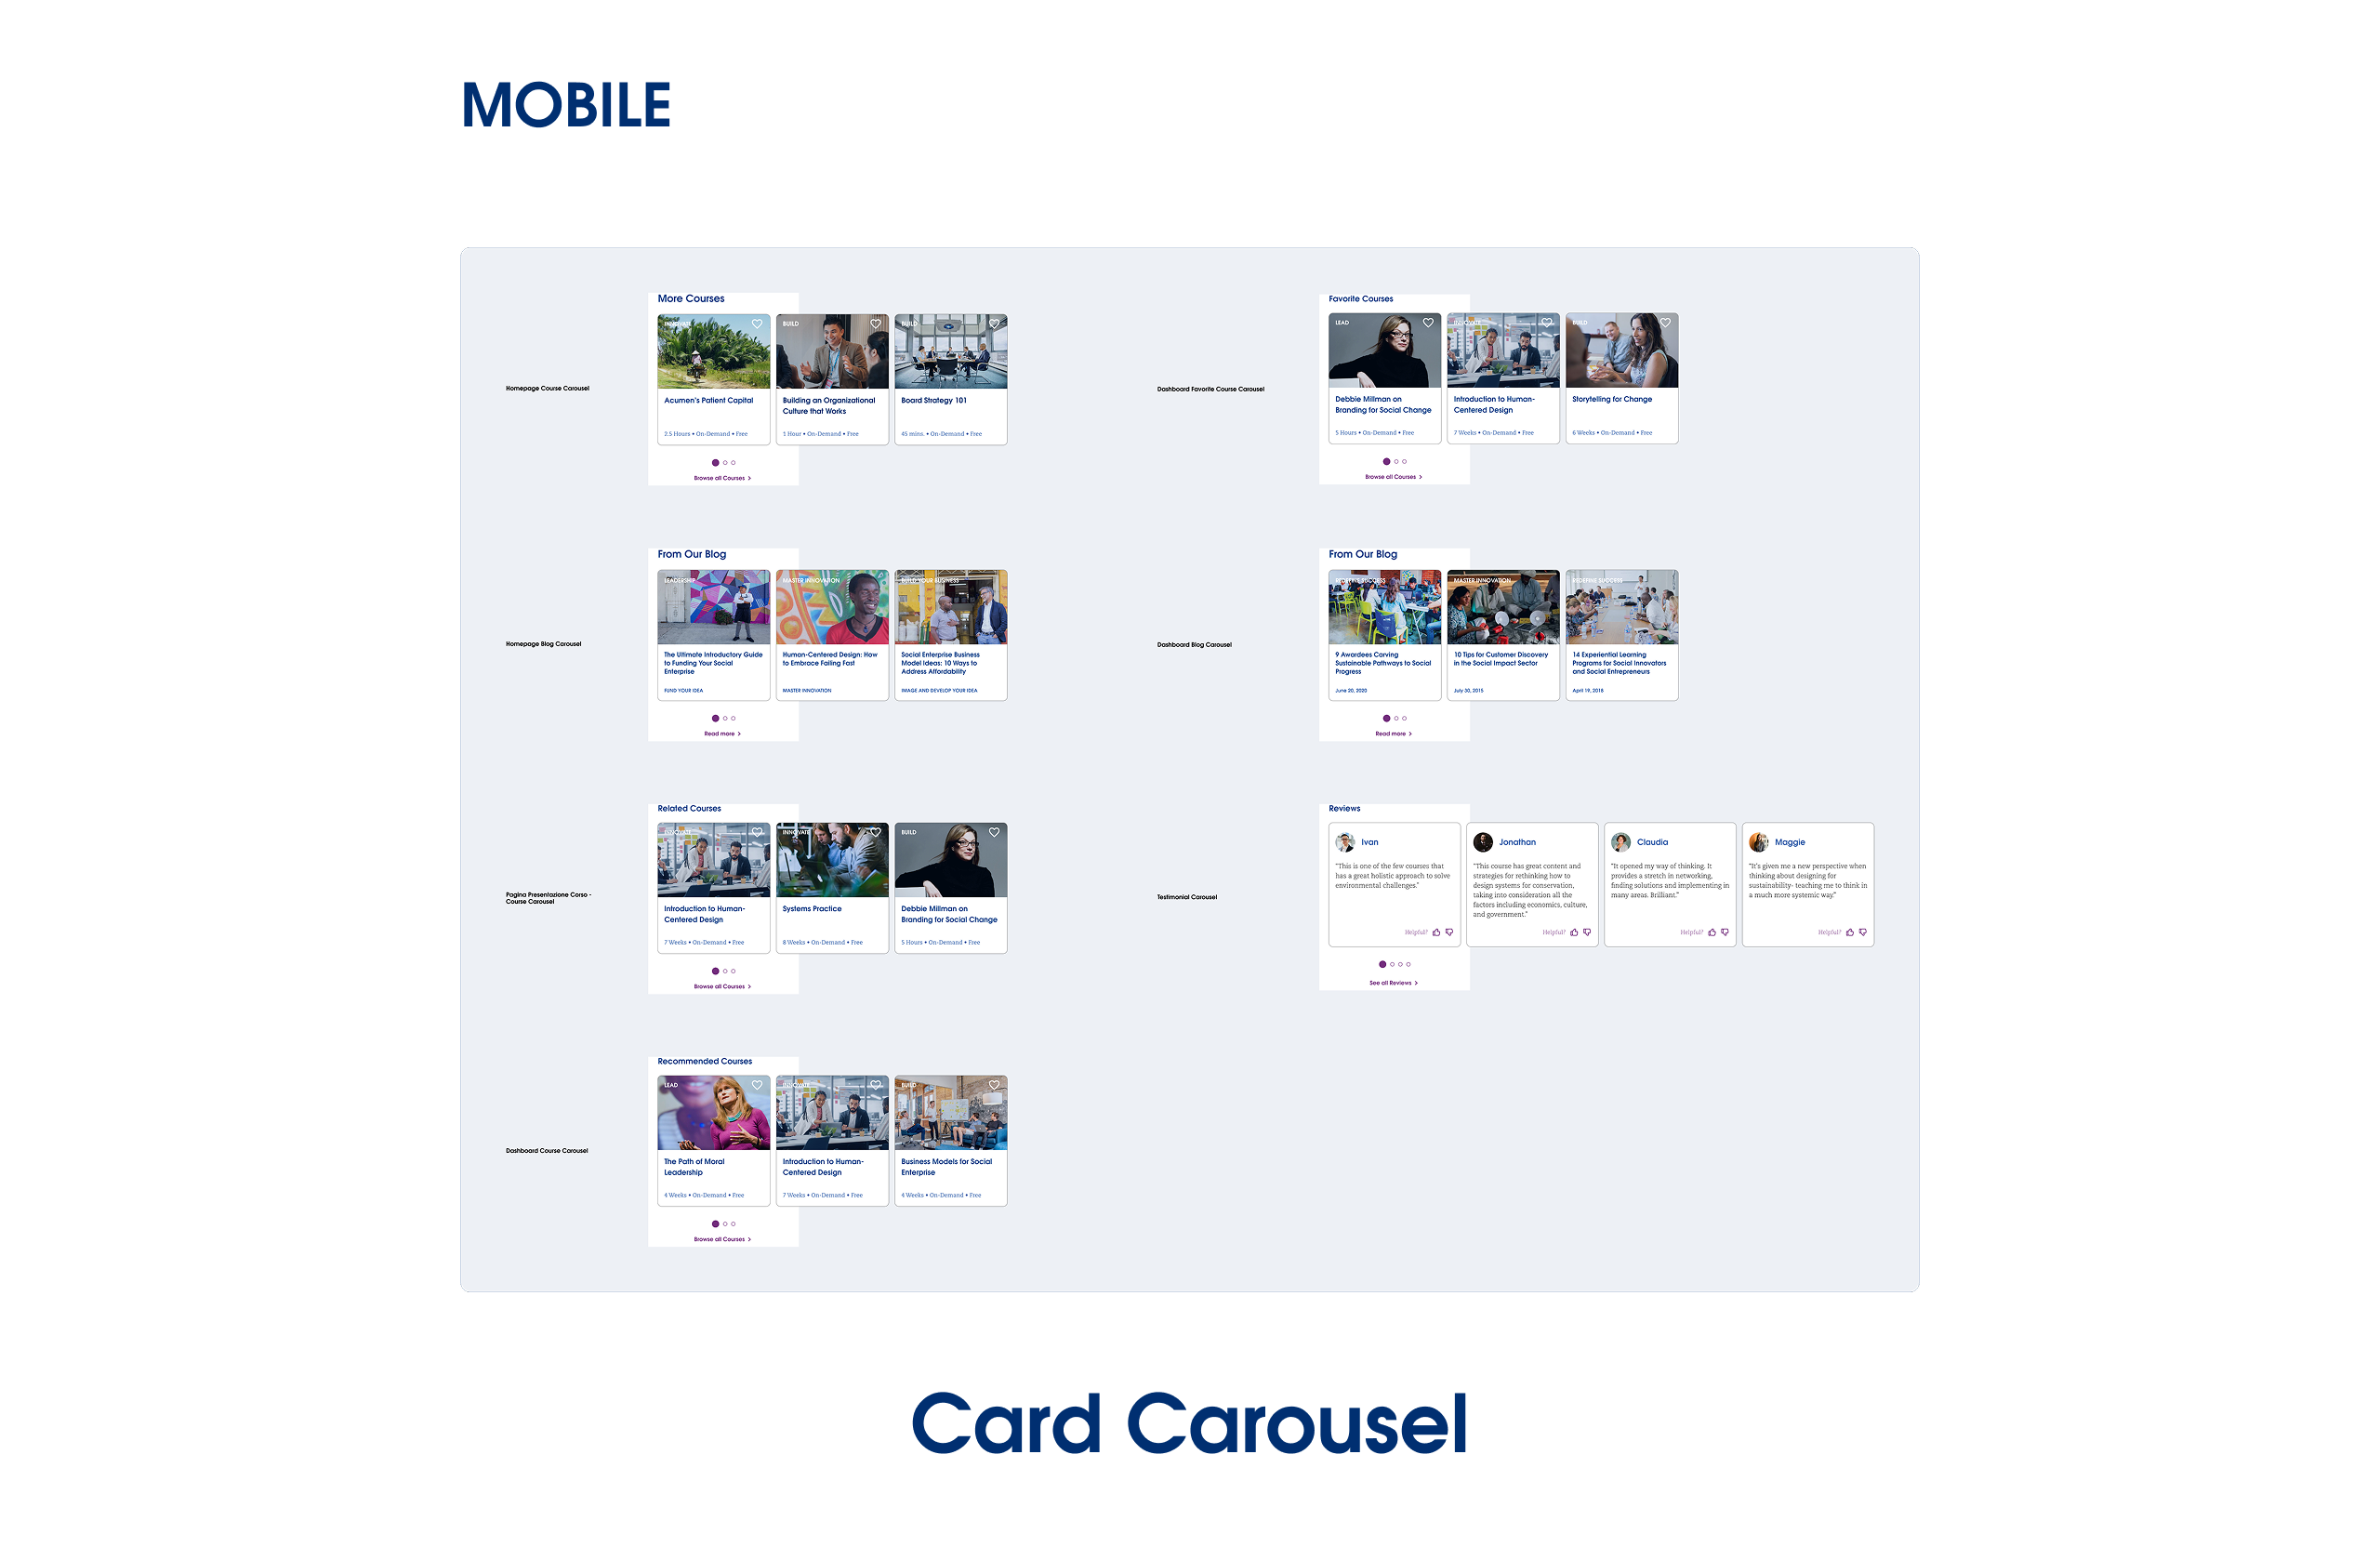 MOBILE
Homepage Course Carousel
More Courses
INNOVATE
BUILD
BUILD
Acumen's Patient Capital
Building an Organizational
Culture that Works
Board Strategy 101
2.5 Hours • On-Demand • Free
1 Hour • On-Demand • Free
45 mins. • On-Demand • Free
Browse all Courses >
Dashboard Favorite Course Carousel
Favorite Courses
LEAD
INNOVATE
BUILD
Debbie Millman on
Branding for Social Change
Introduction to Human-
Centered Design
Storytelling for Change
5 Hours • On-Demand • Free
7 Weeks • On-Demand • Free
6 Weeks • On-Demand • Free
Browse all Courses >
Homepage Blog Carousel
From Our Blog
LEADERSHIP
MASTER INNOVATION
BUILD YOUR BUSINESS
The Ultimate Introductory Guide
to Funding Your Social
Enterprise
Human-Centered Design: How
to Embrace Failing Fast
Social Enterprise Business
Model Ideas: 10 Ways to
Address Affordability
FUND YOUR IDEA
MASTER INNOVATION
IMAGE AND DEVELOP YOUR IDEA
Read more >
Dashboard Blog Carousel
From Our Blog
REDEFINE SUCCESS
MASTER INNOVATION
REDEFINE SUCCESS
9 Awardees Carving
Sustainable Pathways to Social
Progress
10 Tips for Customer Discovery
in the Social Impact Sector
14 Experiential Learning
Programs for Social Innovators
and Social Entrepreneurs
June 20, 2020
July 30, 2015
April 19, 2018
Read more >
Pagina Presentazione Corso -
Course Carousel
Related Courses
INNOVATE
INNOVATE
BUILD
Introduction to Human-
Centered Design
Systems Practice
Debbie Millman on
Branding for Social Change
7 Weeks • On-Demand • Free
8 Weeks • On-Demand • Free
5 Hours • On-Demand • Free
Browse all Courses >
Testimonial Carousel
Reviews
Ivan
"This is one of the few courses that
has a great holistic approach to solve
environmental challenges."
Helpful?
Jonathan
"This course has great content and
strategies for rethinking how to
design systems for conservation,
taking into consideration all the
factors including economics, culture,
and government."
Helpful?
Claudia
"It opened my way of thinking. It
provides a stretch in networking,
finding solutions and implementing in
many areas. Brilliant."
Helpful?
Maggie
"It's given me a new perspective when
thinking about designing for
sustainability- teaching me to think in
a much more systemic way."
Helpful?
See all Reviews >
Dashboard Course Carousel
Recommended Courses
LEAD
INNOVATE
BUILD
The Path of Moral
Leadership
Introduction to Human-
Centered Design
Business Models for Social
Enterprise
4 Weeks • On-Demand • Free
7 Weeks • On-Demand • Free
4 Weeks • On-Demand • Free
Browse all Courses >
Card Carousel